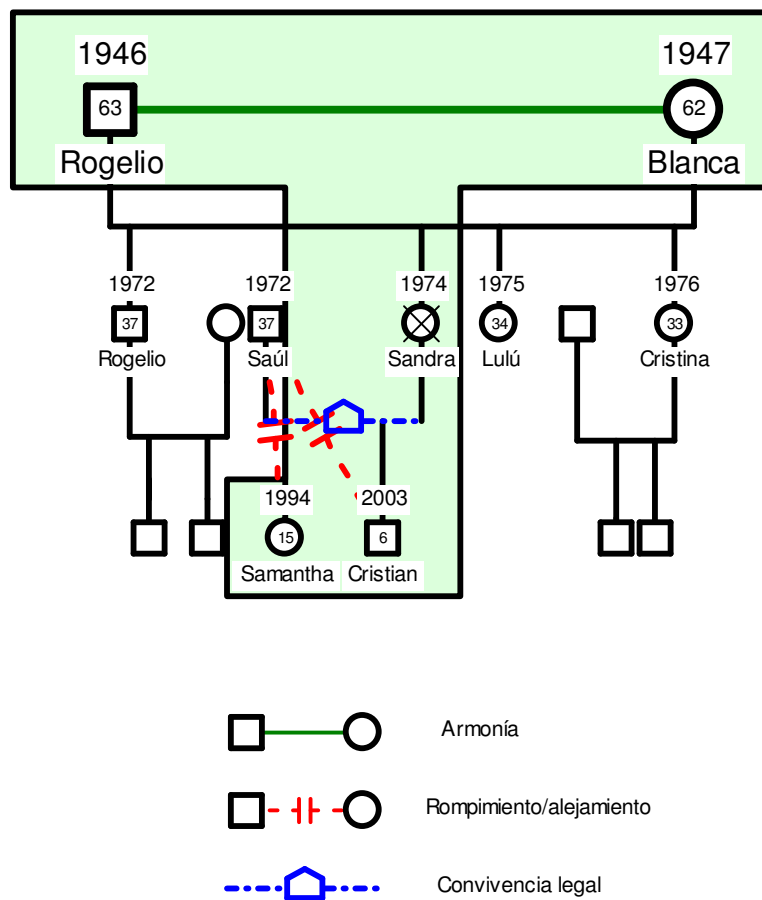 1946 1947
63 62
Rogelio Blanca
1972 1972 1974 1975 1976
37 37 34 33
Rogelio Saúl Sandra Lulú Cristina
1994 2003
15 6
Samantha Cristian
Armonía
Rompimiento/alejamiento
Convivencia legal